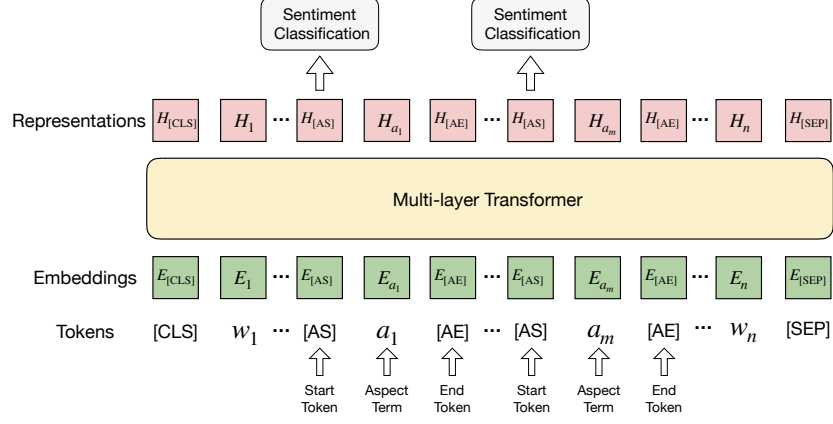 Sentiment Classification Sentiment Classification
Representations H[CLS] H1 ··· H[AS] Ha1 H[AE] ··· H[AS] Ham H[AE] ··· Hn H[SEP]
Multi-layer Transformer
Embeddings E[CLS] E1 ··· E[AS] Ea1 E[AE] ··· E[AS] Eam E[AE] ··· En E[SEP]
Tokens [CLS] w1 ··· [AS] a1 [AE] ··· [AS] am [AE] ··· wn [SEP]
Start Aspect End Start Aspect End
Token Term Token Token Term Token